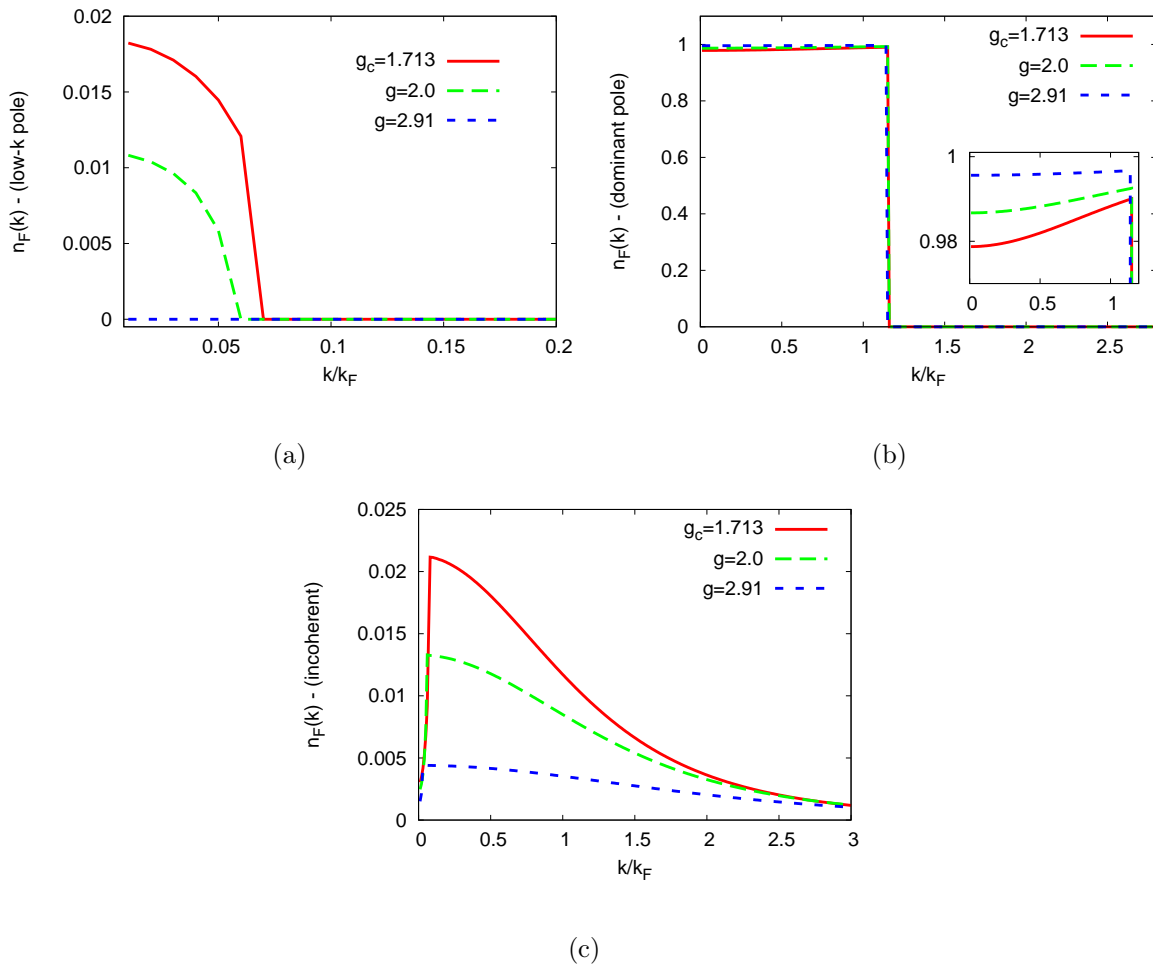 0.02
0.015
0.01
0.005
0
0.05
0.1
0.15
0.2
n_F(k) - (low-k pole)
k/k_F
g_c=1.713
g=2.0
g=2.91
(a)
1
0.8
0.6
0.4
0.2
0
0
0.5
1
1.5
2
2.5
n_F(k) - (dominant pole)
k/k_F
g_c=1.713
g=2.0
g=2.91
1
0.98
0
0.5
1
(b)
0.025
0.02
0.015
0.01
0.005
0
0
0.5
1
1.5
2
2.5
3
n_F(k) - (incoherent)
k/k_F
g_c=1.713
g=2.0
g=2.91
(c)